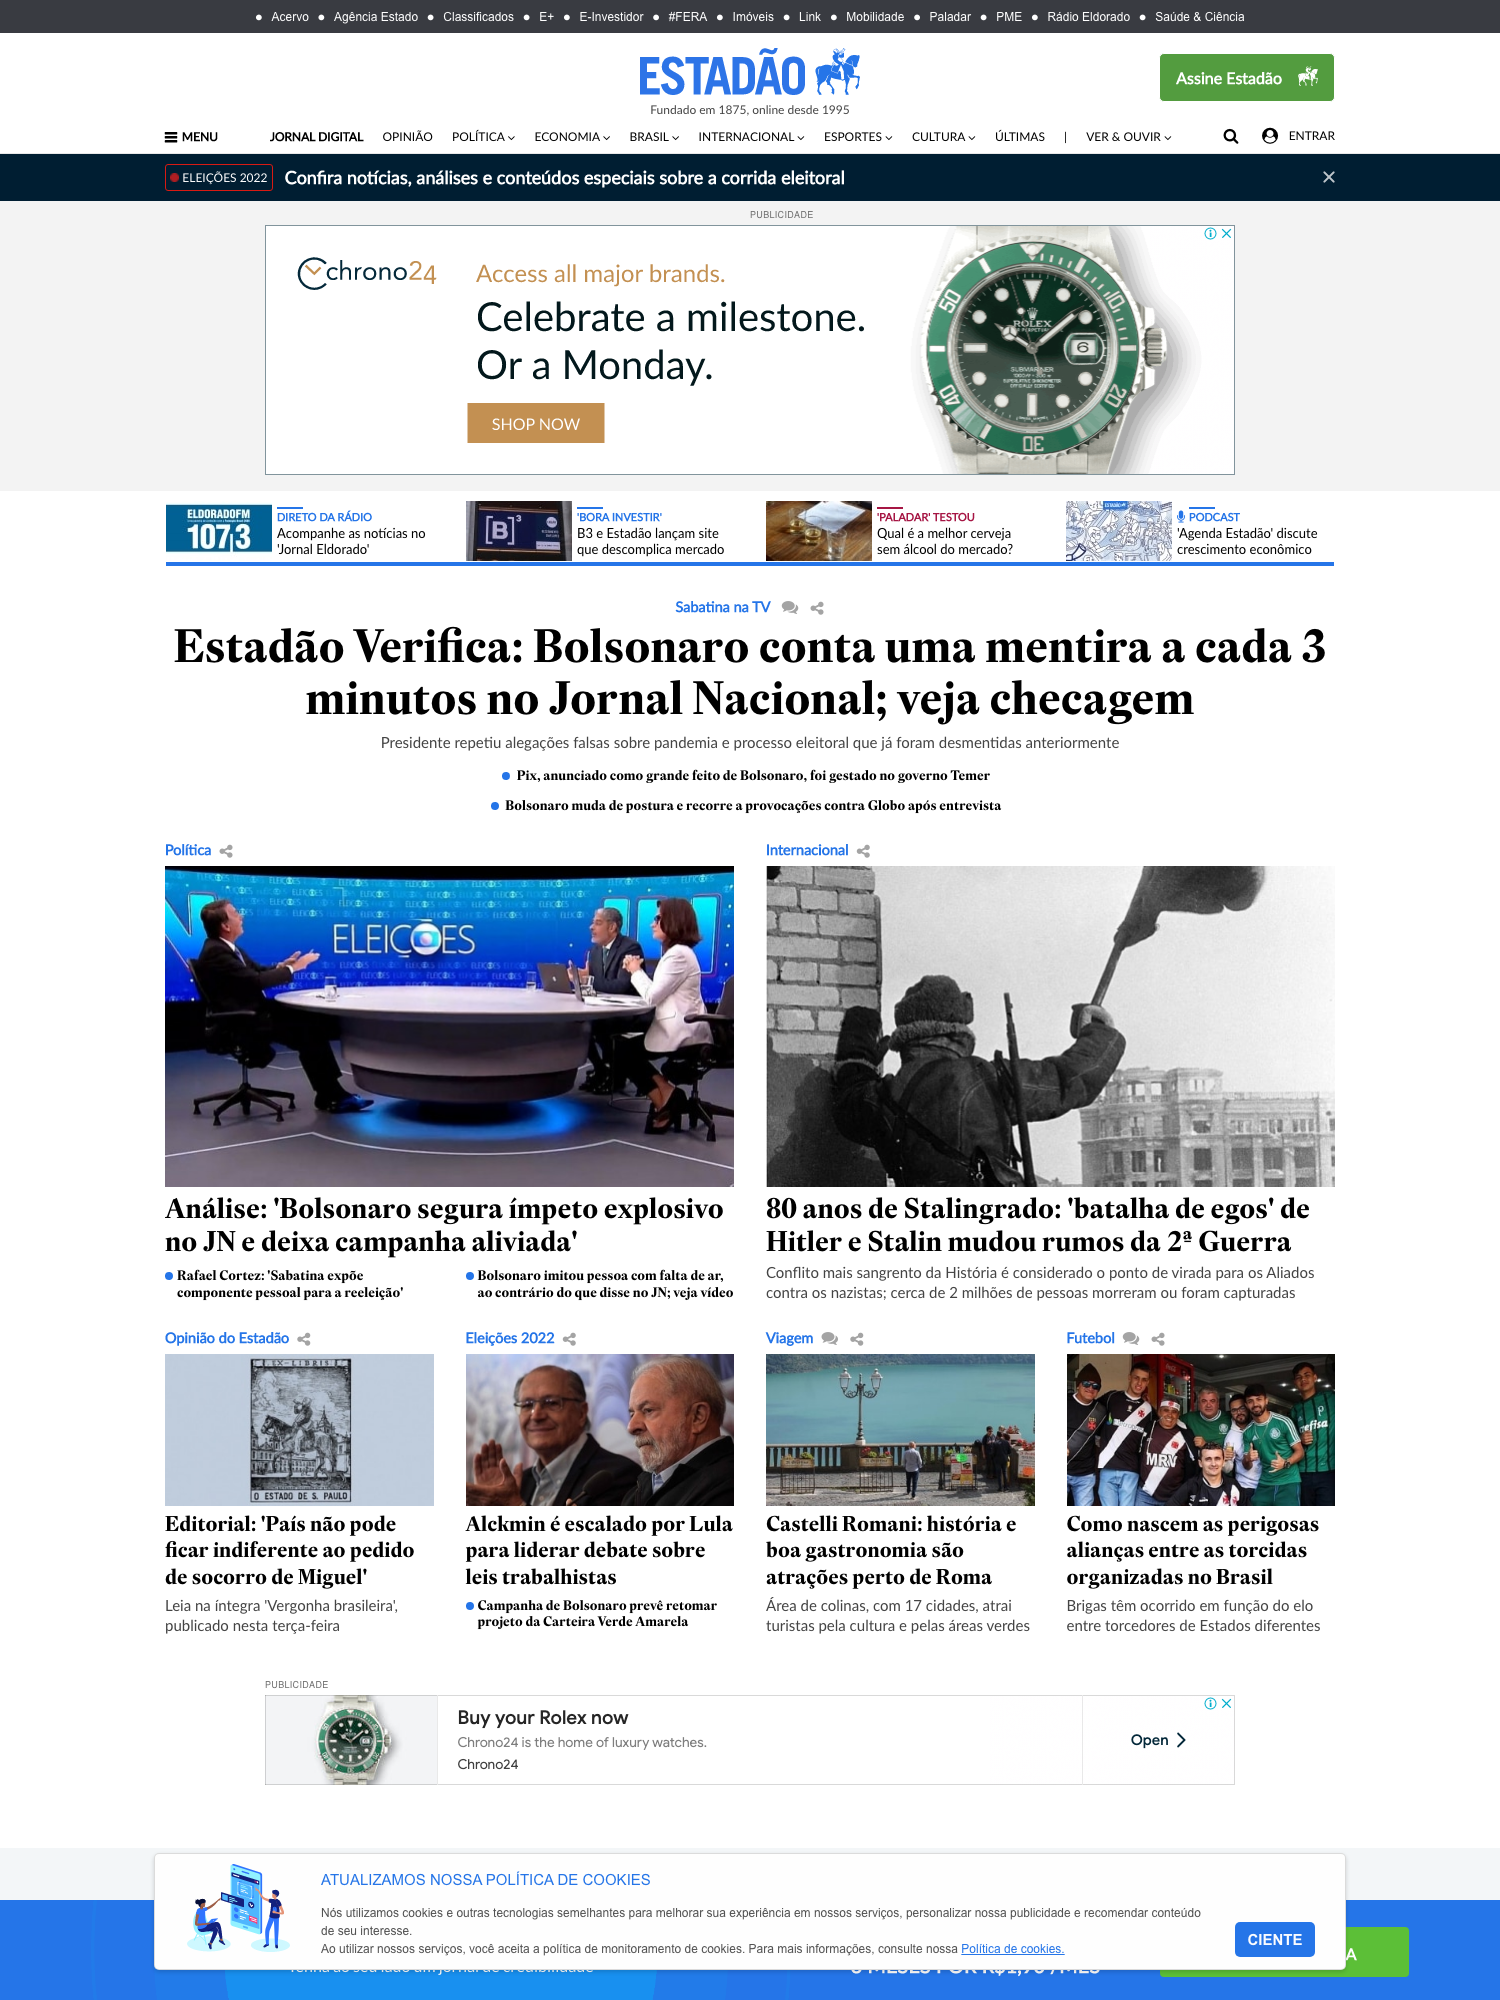 Acervo Agência Estado Classificados E+ E-Investidor #FERA Imóveis Link Mobilidade Paladar PME Rádio Eldorado Saúde & Ciência
ESTADÃO
Fundado em 1875, online desde 1995
Assine Estadão
MENU JORNAL DIGITAL OPINIÃO POLÍTICA ECONOMIA BRASIL INTERNACIONAL ESPORTES CULTURA ÚLTIMAS | VER & OUVIR ENTRAR
ELEIÇÕES 2022 Confira notícias, análises e conteúdos especiais sobre a corrida eleitoral
PUBLICIDADE
chrono24
Access all major brands.
Celebrate a milestone.
Or a Monday.
SHOP NOW
ROLEX
SUBMARINER
ELDORADOFM
107,3
DIRETO DA RÁDIO
Acompanhe as notícias no
'Jornal Eldorado'
[B]3
'BORA INVESTIR'
B3 e Estadão lançam site
que descomplica mercado
'PALADAR' TESTOU
Qual é a melhor cerveja
sem álcool do mercado?
PODCAST
'Agenda Estadão' discute
crescimento econômico
Sabatina na TV
Estadão Verifica: Bolsonaro conta uma mentira a cada 3
minutos no Jornal Nacional; veja checagem
Presidente repetiu alegações falsas sobre pandemia e processo eleitoral que já foram desmentidas anteriormente
Pix, anunciado como grande feito de Bolsonaro, foi gestado no governo Temer
Bolsonaro muda de postura e recorre a provocações contra Globo após entrevista
Política
ELEIÇÕES
Análise: 'Bolsonaro segura ímpeto explosivo
no JN e deixa campanha aliviada'
Rafael Cortez: 'Sabatina expõe
componente pessoal para a reeleição'
Bolsonaro imitou pessoa com falta de ar,
ao contrário do que disse no JN; veja vídeo
Internacional
80 anos de Stalingrado: 'batalha de egos' de
Hitler e Stalin mudou rumos da 2ª Guerra
Conflito mais sangrento da História é considerado o ponto de virada para os Aliados
contra os nazistas; cerca de 2 milhões de pessoas morreram ou foram capturadas
Opinião do Estadão
EX-LIBRIS
O ESTADO DE S. PAULO
Editorial: 'País não pode
ficar indiferente ao pedido
de socorro de Miguel'
Leia na íntegra 'Vergonha brasileira',
publicado nesta terça-feira
Eleições 2022
Alckmin é escalado por Lula
para liderar debate sobre
leis trabalhistas
Campanha de Bolsonaro prevê retomar
projeto da Carteira Verde Amarela
Viagem
Castelli Romani: história e
boa gastronomia são
atrações perto de Roma
Área de colinas, com 17 cidades, atrai
turistas pela cultura e pelas áreas verdes
Futebol
MRV
efisa
Como nascem as perigosas
alianças entre as torcidas
organizadas no Brasil
Brigas têm ocorrido em função do elo
entre torcedores de Estados diferentes
PUBLICIDADE
Buy your Rolex now
Chrono24 is the home of luxury watches.
Chrono24
Open
ATUALIZAMOS NOSSA POLÍTICA DE COOKIES
Nós utilizamos cookies e outras tecnologias semelhantes para melhorar sua experiência em nossos serviços, personalizar nossa publicidade e recomendar conteúdo
de seu interesse.
Ao utilizar nossos serviços, você aceita a política de monitoramento de cookies. Para mais informações, consulte nossa Política de cookies.
CIENTE